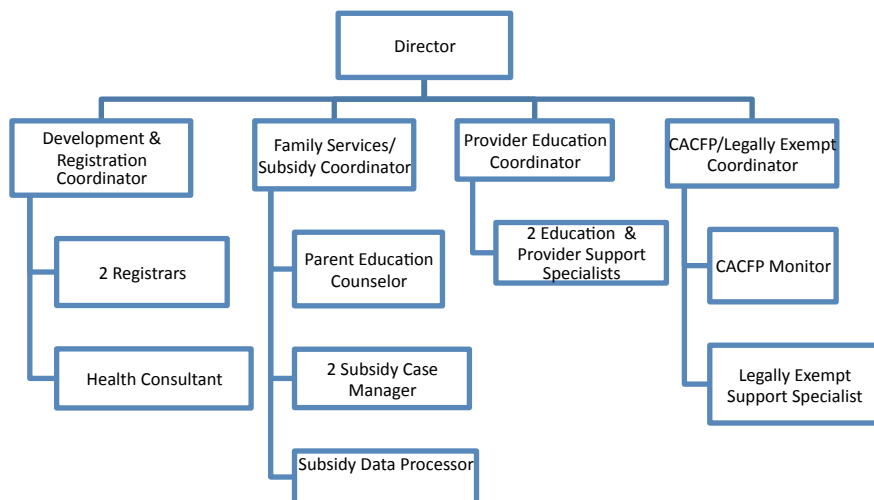 Director
Development &
Registration
Coordinator
Family Services/
Subsidy Coordinator
Provider Education
Coordinator
CACFP/Legally Exempt
Coordinator
2 Registrars
Health Consultant
Parent Education
Counselor
2 Subsidy Case
Manager
Subsidy Data Processor
2 Education & 
Provider Support
Specialists
CACFP Monitor
Legally Exempt
Support Specialist